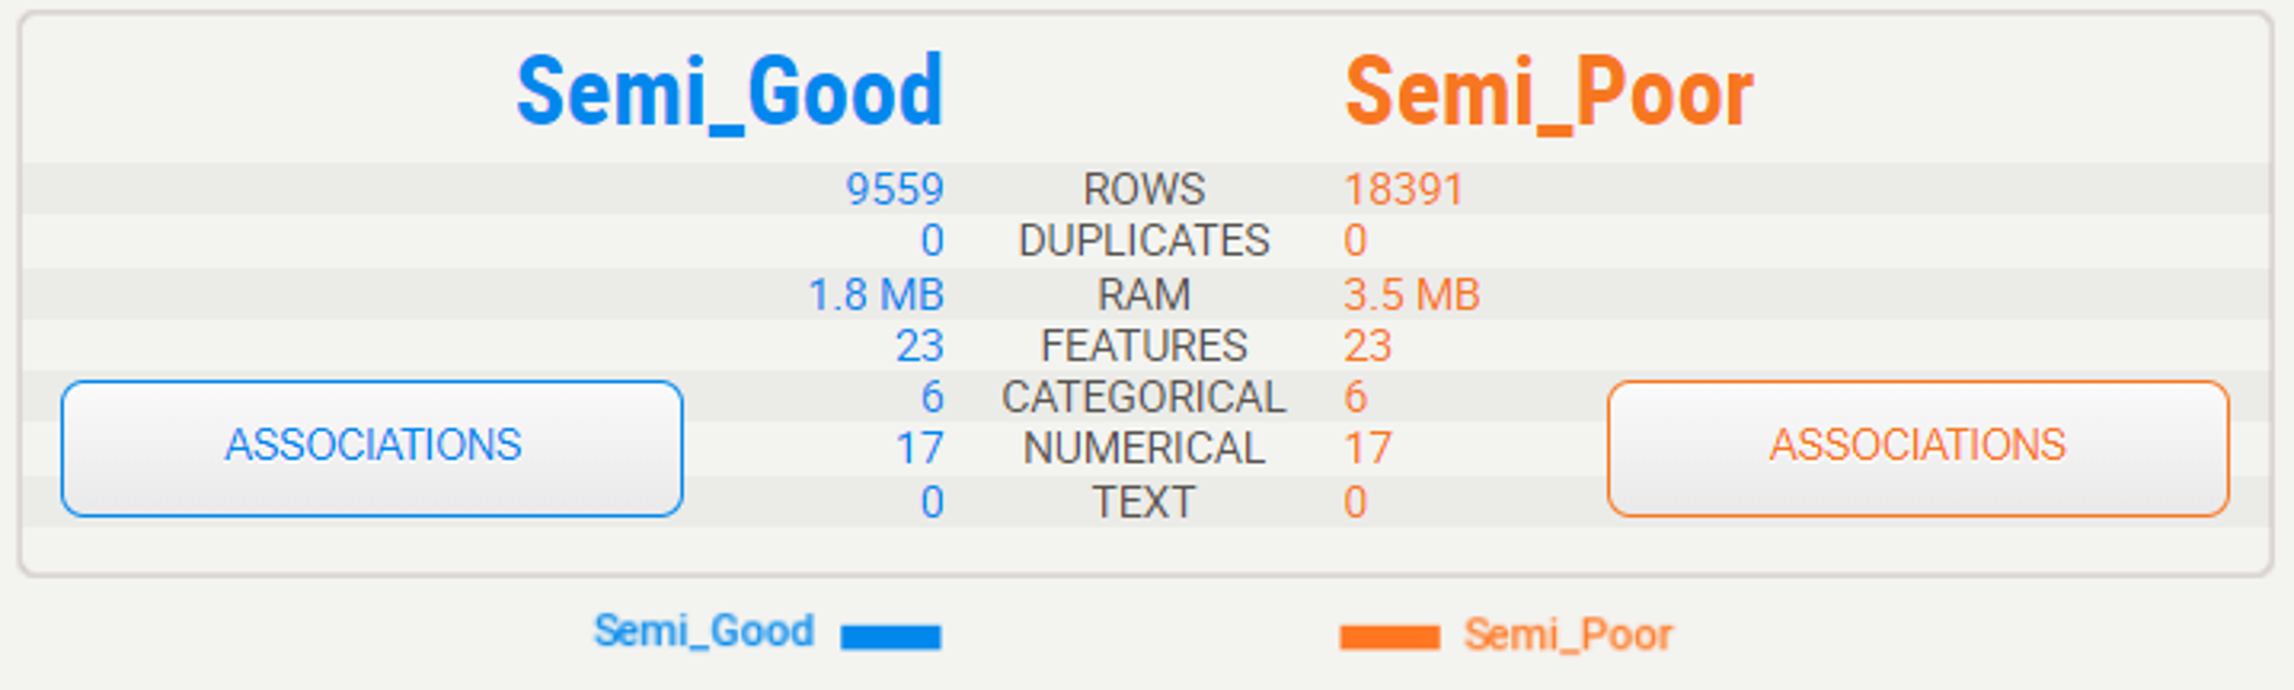 Semi_Good Semi_Poor
9559 ROWS 18391
0 DUPLICATES 0
1.8 MB RAM 3.5 MB
23 FEATURES 23
6 CATEGORICAL 6
ASSOCIATIONS 17 NUMERICAL 17 ASSOCIATIONS
0 TEXT 0
Semi_Good Semi_Poor